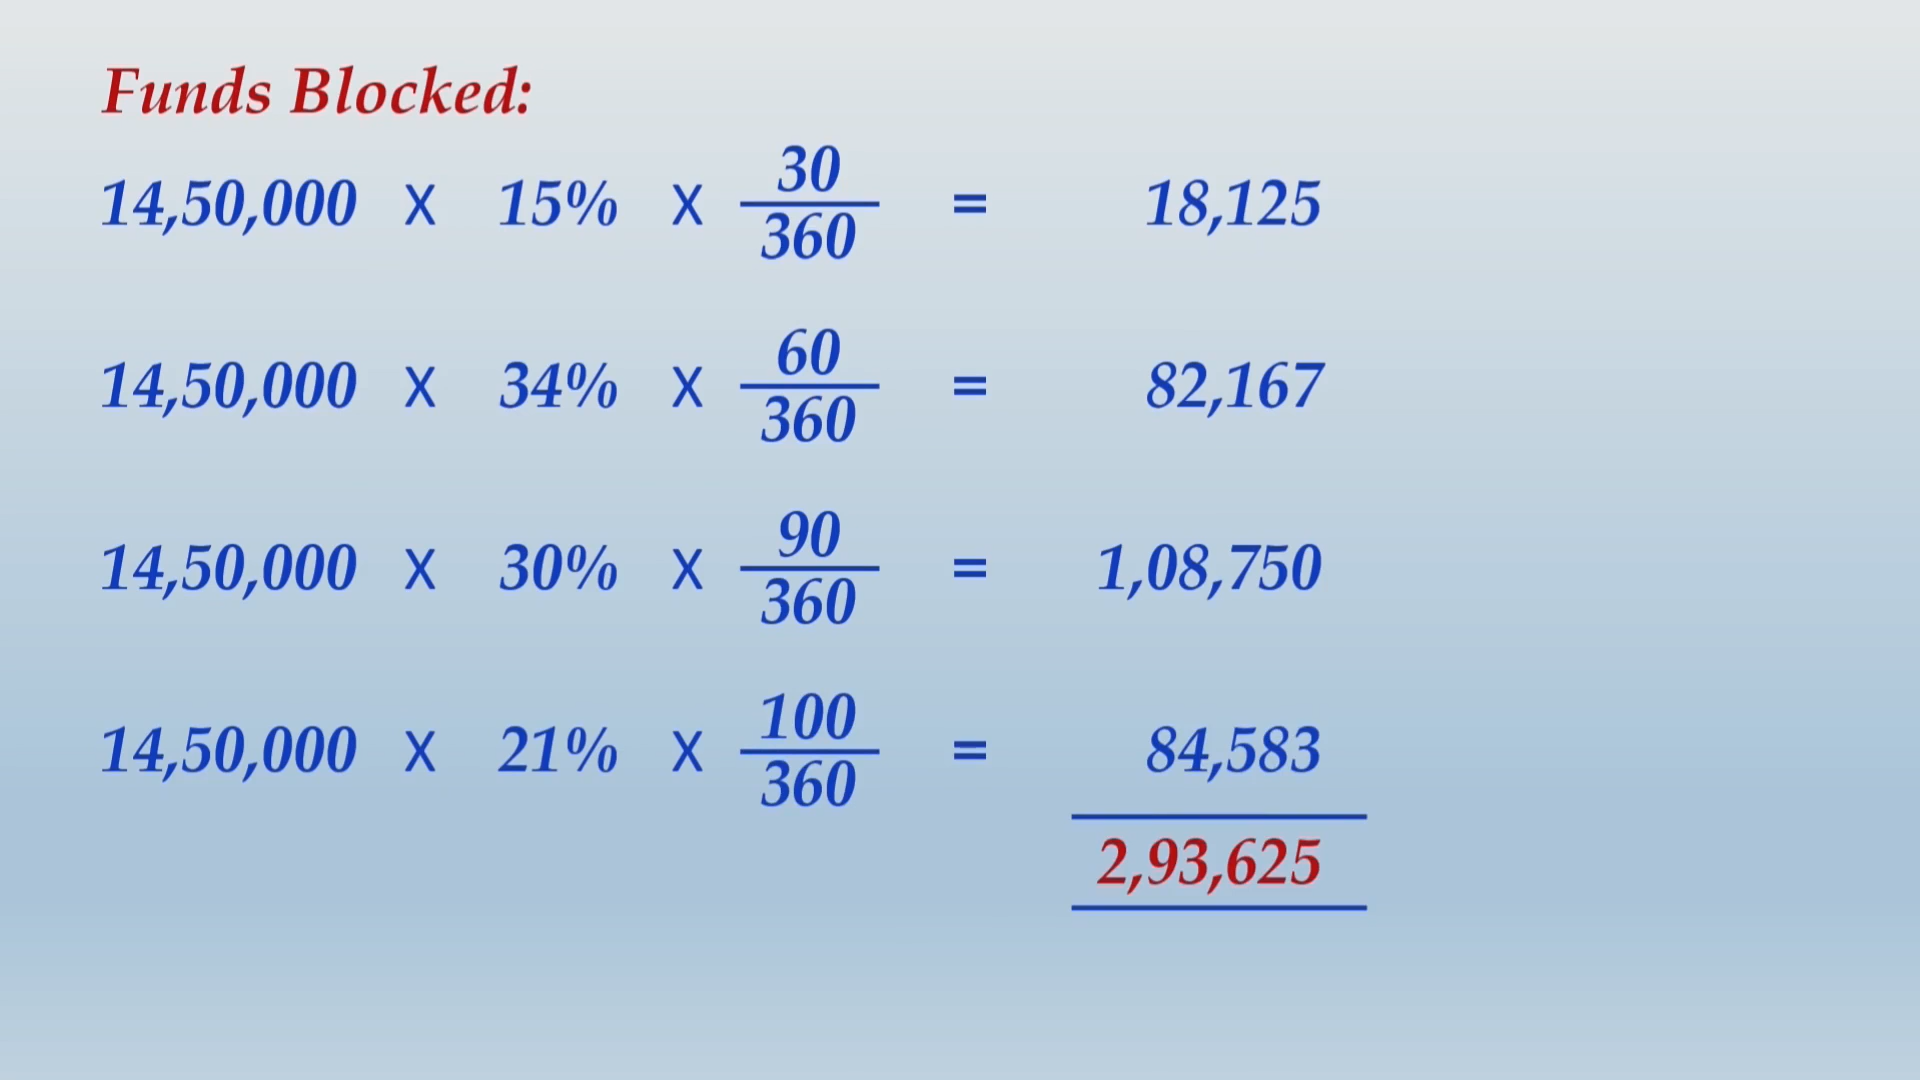 Funds Blocked:
14,50,000 X 15% X 30/360 = 18,125
14,50,000 X 34% X 60/360 = 82,167
14,50,000 X 30% X 90/360 = 1,08,750
14,50,000 X 21% X 100/360 = 84,583
2,93,625